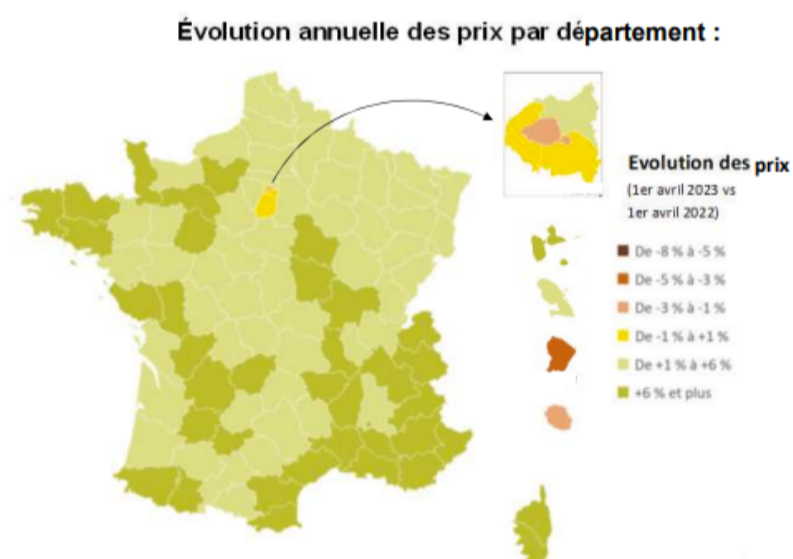 Évolution annuelle des prix par département :
Evolution des prix
(1er avril 2023 vs
1er avril 2022)
De -8 % à -5 %
De -5 % à -3 %
De -3 % à -1 %
De -1 % à +1 %
De +1 % à +6 %
+6 % et plus